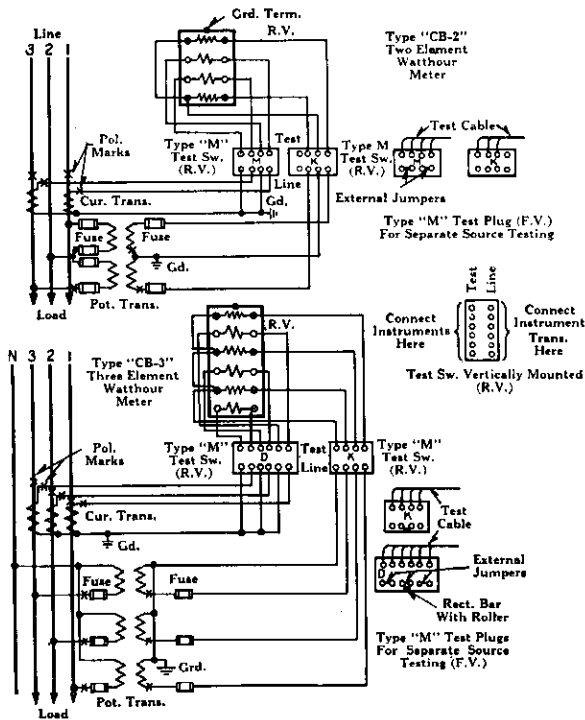 Line
3 2 1
Grd. Term.
R.V.
Type "CB-2"
Two Element
Watthour
Meter
Pol.
Marks
Type "M"
Test Sw.
(R.V.)
M
Test
Line
K
Type M
Test Sw.
(R.V.)
Test Cable
M
K
External Jumpers
Type "M" Test Plug (F.V.)
For Separate Source Testing
Cur. Trans.
Gd.
Fuse
Fuse
Gd.
Pot. Trans.
Load
Test
Line
Connect
Instruments
Here
Connect
Instrument
Trans.
Here
Test Sw. Vertically Mounted
(R.V.)
N 3 2 1
Type "CB-3"
Three Element
Watthour
Meter
R.V.
Pol.
Marks
Type "M"
Test Sw.
(R.V.)
D
Test
Line
K
Type "M"
Test Sw.
(R.V.)
Cur. Trans.
Gd.
K
Test
Cable
D
External
Jumpers
Rect. Bar
With Roller
Type "M" Test Plugs
For Separate Source
Testing (F.V.)
Fuse
Fuse
Grd.
Pot. Trans.
Load